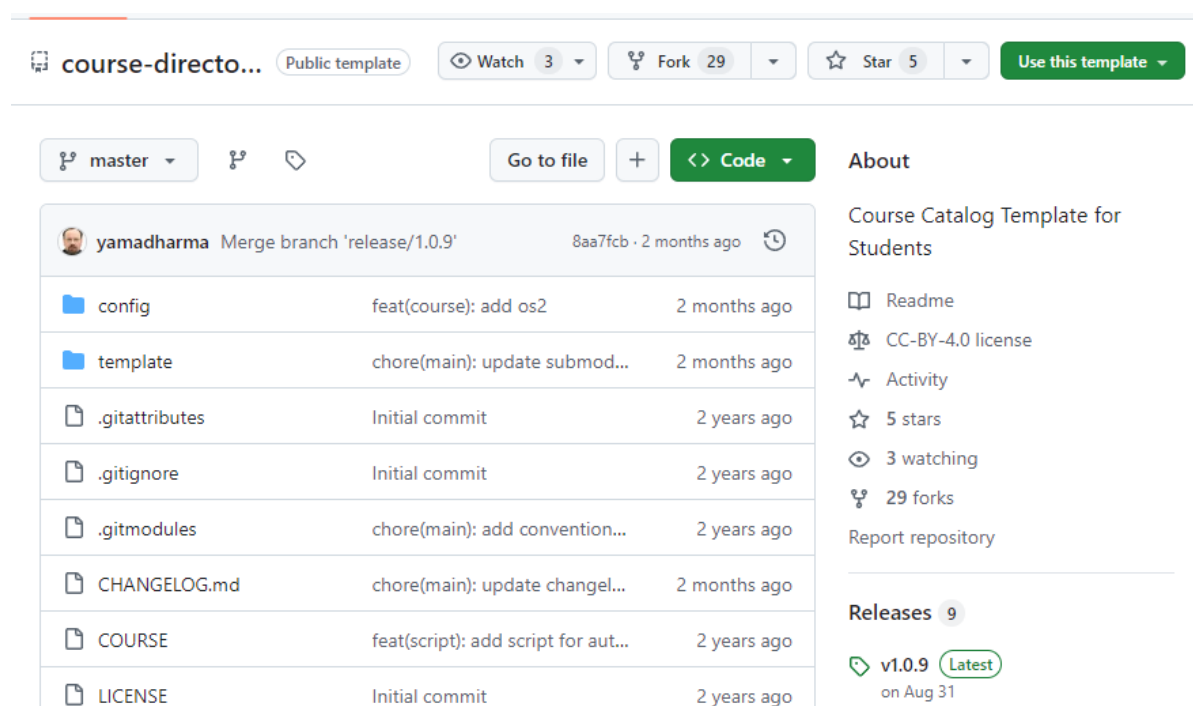 course-directo... Public template Watch 3 Fork 29 Star 5 Use this template
master Go to file + <> Code
yamadharma Merge branch 'release/1.0.9' 8aa7fcb · 2 months ago
config feat(course): add os2 2 months ago
template chore(main): update submod... 2 months ago
.gitattributes Initial commit 2 years ago
.gitignore Initial commit 2 years ago
.gitmodules chore(main): add convention... 2 years ago
CHANGELOG.md chore(main): update changel... 2 months ago
COURSE feat(script): add script for aut... 2 years ago
LICENSE Initial commit 2 years ago
About
Course Catalog Template for
Students
Readme
CC-BY-4.0 license
Activity
5 stars
3 watching
29 forks
Report repository
Releases 9
v1.0.9 Latest
on Aug 31